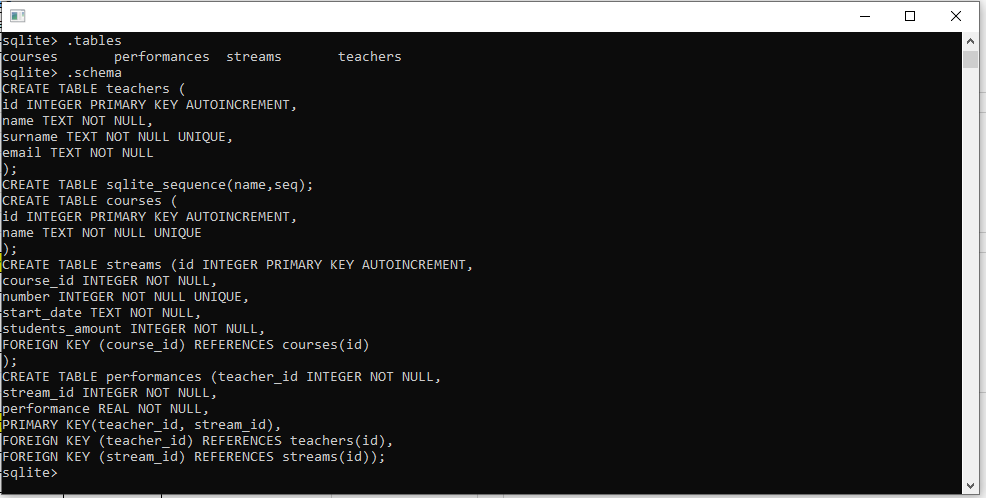 sqlite> .tables
courses       performances  streams       teachers
sqlite> .schema
CREATE TABLE teachers (
id INTEGER PRIMARY KEY AUTOINCREMENT,
name TEXT NOT NULL,
surname TEXT NOT NULL UNIQUE,
email TEXT NOT NULL
);
CREATE TABLE sqlite_sequence(name,seq);
CREATE TABLE courses (
id INTEGER PRIMARY KEY AUTOINCREMENT,
name TEXT NOT NULL UNIQUE
);
CREATE TABLE streams (id INTEGER PRIMARY KEY AUTOINCREMENT,
course_id INTEGER NOT NULL,
number INTEGER NOT NULL UNIQUE,
start_date TEXT NOT NULL,
students_amount INTEGER NOT NULL,
FOREIGN KEY (course_id) REFERENCES courses(id)
);
CREATE TABLE performances (teacher_id INTEGER NOT NULL,
stream_id INTEGER NOT NULL,
performance REAL NOT NULL,
PRIMARY KEY(teacher_id, stream_id),
FOREIGN KEY (teacher_id) REFERENCES teachers(id),
FOREIGN KEY (stream_id) REFERENCES streams(id));
sqlite>